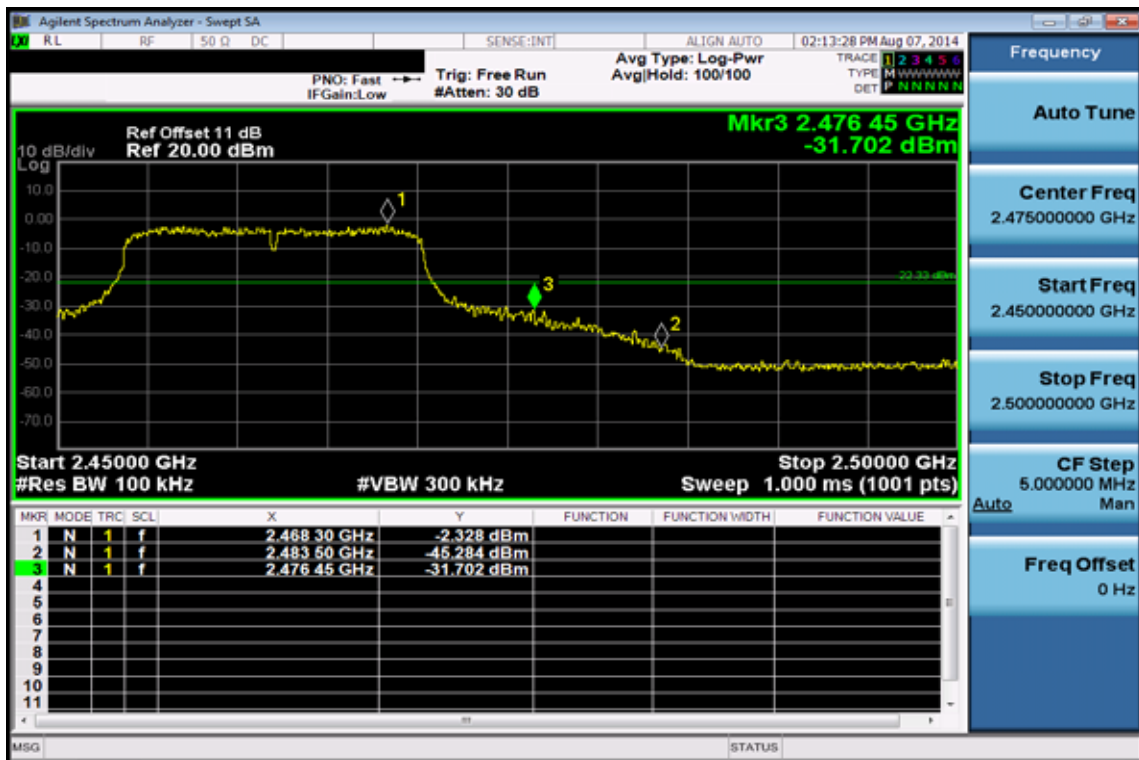 Agilent Spectrum Analyzer - Swept SA
RL RF 50 Ω DC SENSE:INT ALIGN AUTO 02:13:28 PM Aug 07, 2014
PNO: Fast IFGain:Low Trig: Free Run #Atten: 30 dB Avg Type: Log-Pwr Avg|Hold: 100/100
TRACE 1 2 3 4 5 6
TYPE M WWWWW
DET P N N N N N
Ref Offset 11 dB
10 dB/div Ref 20.00 dBm
Log
Mkr3 2.476 45 GHz
-31.702 dBm
10.0
0.00
-10.0
-20.0
-30.0
-40.0
-50.0
-60.0
-70.0
1
3
2
Start 2.45000 GHz Stop 2.50000 GHz
#Res BW 100 kHz #VBW 300 kHz Sweep 1.000 ms (1001 pts)
MKR MODE TRC SCL X Y FUNCTION FUNCTION WIDTH FUNCTION VALUE
1 N 1 f 2.468 30 GHz -2.328 dBm
2 N 1 f 2.483 50 GHz -45.284 dBm
3 N 1 f 2.476 45 GHz -31.702 dBm
4
5
6
7
8
9
10
11
MSG STATUS
Frequency
Auto Tune
Center Freq
2.475000000 GHz
Start Freq
2.450000000 GHz
Stop Freq
2.500000000 GHz
CF Step
5.000000 MHz
Auto Man
Freq Offset
0 Hz